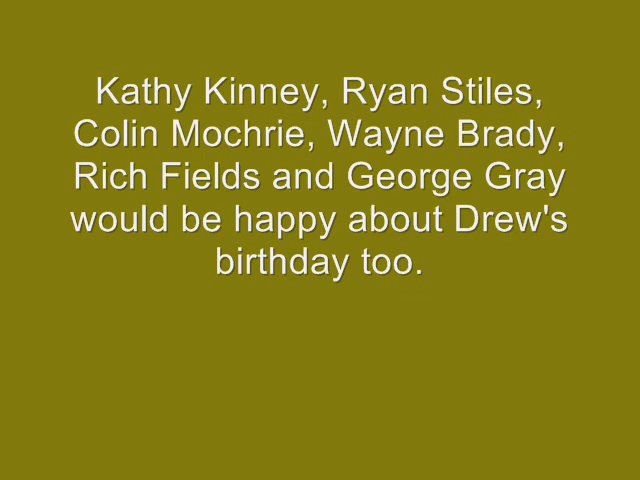 Kathy Kinney, Ryan Stiles,
Colin Mochrie, Wayne Brady,
Rich Fields and George Gray
would be happy about Drew's
birthday too.